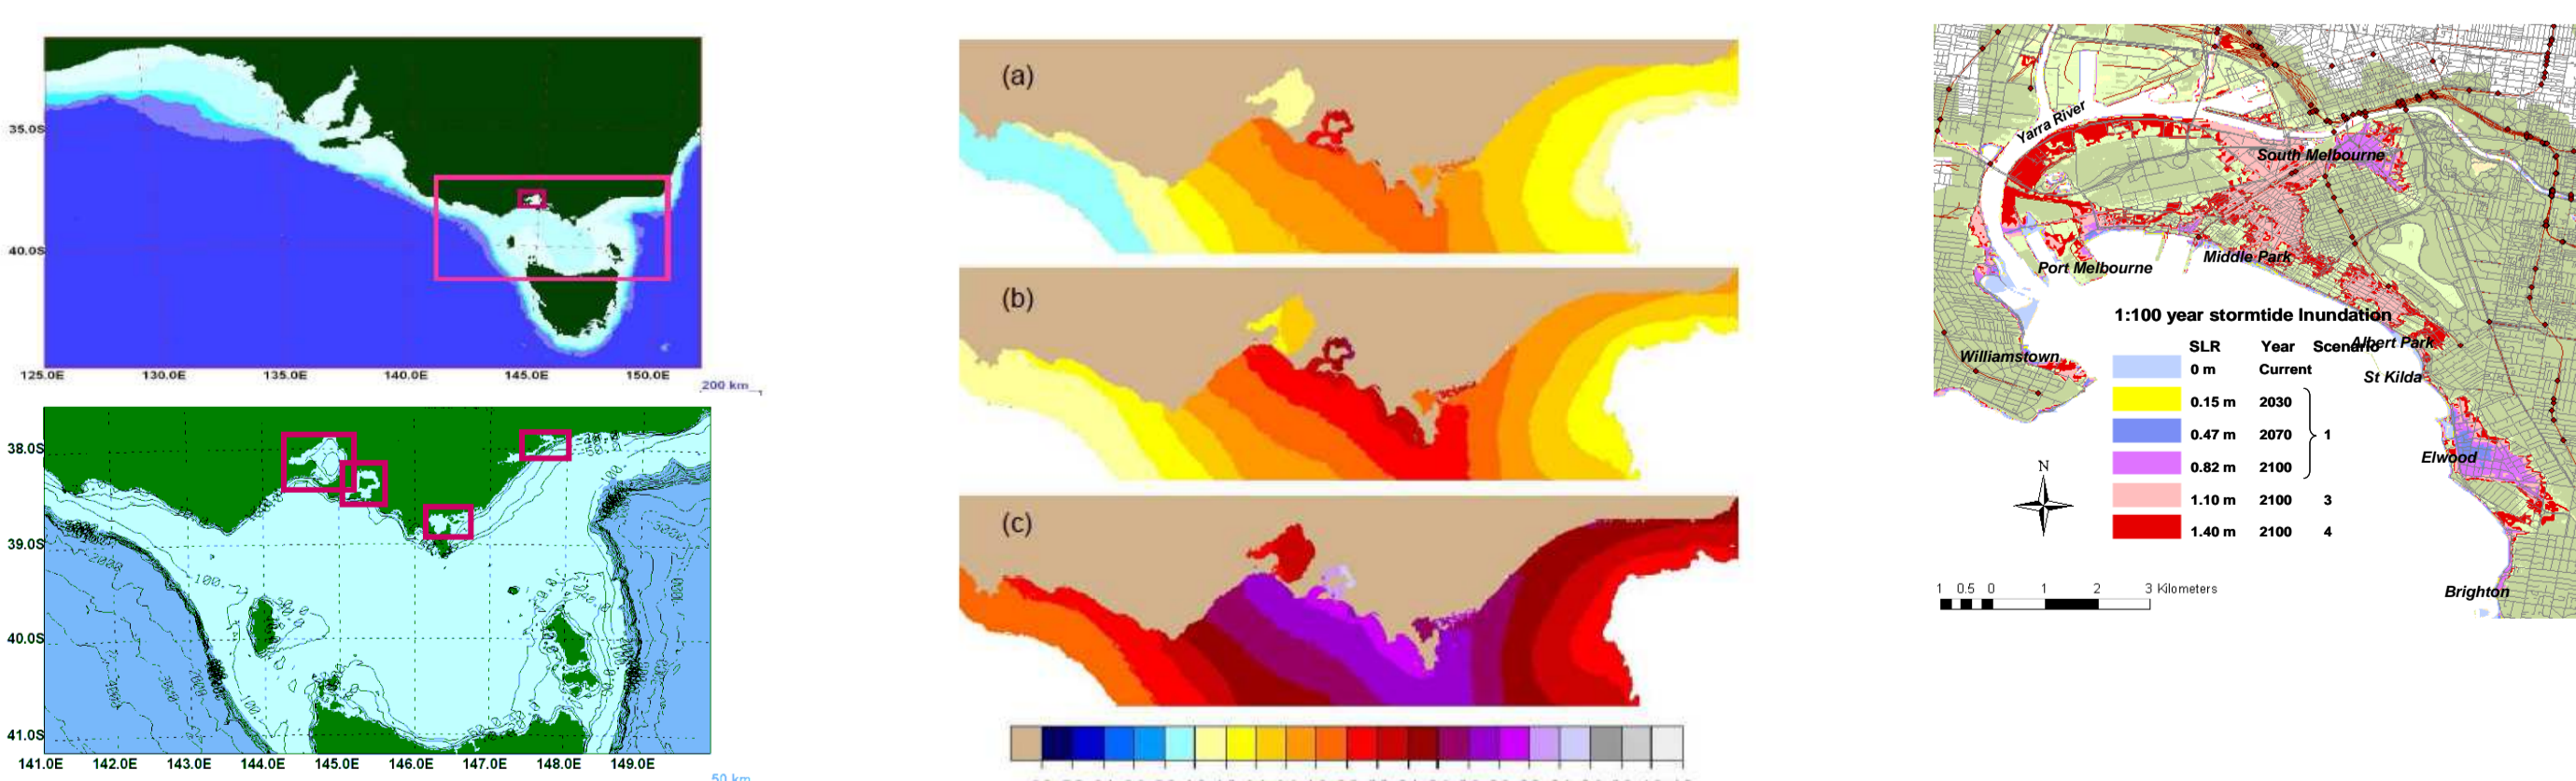 35.0S
40.0S
125.0E 130.0E 135.0E 140.0E 145.0E 150.0E
200 km
38.0S
39.0S
40.0S
41.0S
141.0E 142.0E 143.0E 144.0E 145.0E 146.0E 147.0E 148.0E 149.0E
50 km
(a)
(b)
(c)
Yarra River
South Melbourne
Port Melbourne
Middle Park
1:100 year stormtide Inundation
Albert Park
St Kilda
Williamstown
SLR Year Scenario
0 m Current
0.15 m 2030
0.47 m 2070 1
0.82 m 2100
1.10 m 2100 3
1.40 m 2100 4
Elwood
N
1 0.5 0 1 2 3 Kilometers
Brighton